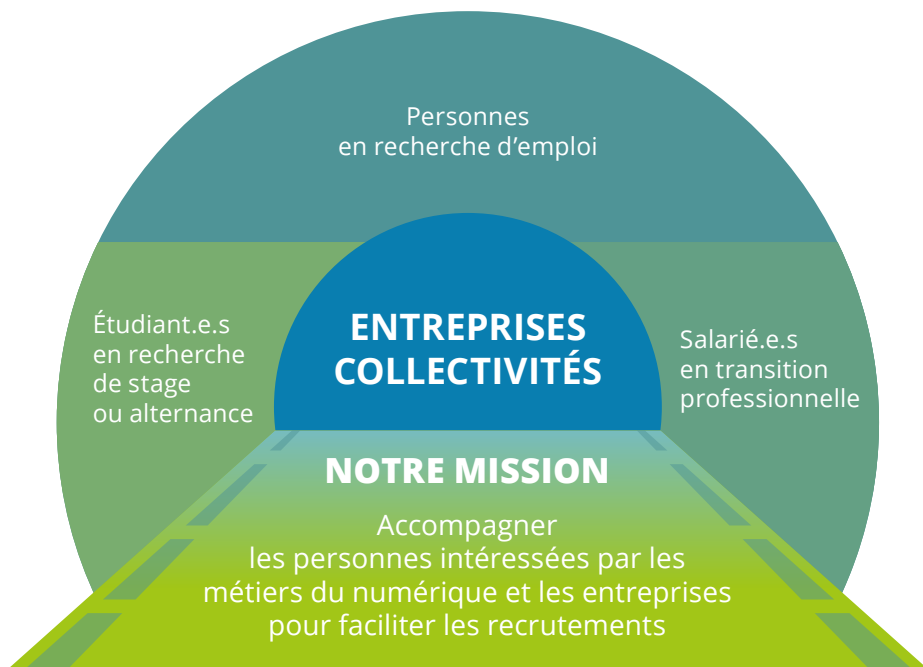 Personnes
en recherche d’emploi
Étudiant.e.s
en recherche
de stage
ou alternance
ENTREPRISES
COLLECTIVITÉS
Salarié.e.s
en transition
professionnelle
NOTRE MISSION
Accompagner
les personnes intéressées par les
métiers du numérique et les entreprises
pour faciliter les recrutements